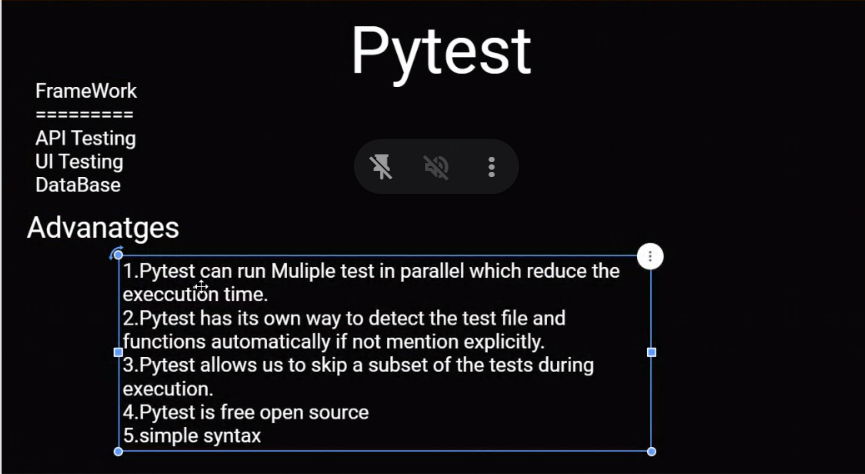 Pytest
FrameWork
=========
API Testing
UI Testing
DataBase
Advanatges
1.Pytest can run Muliple test in parallel which reduce the
execcution time.
2.Pytest has its own way to detect the test file and
functions automatically if not mention explicitly.
3.Pytest allows us to skip a subset of the tests during
execution.
4.Pytest is free open source
5.simple syntax